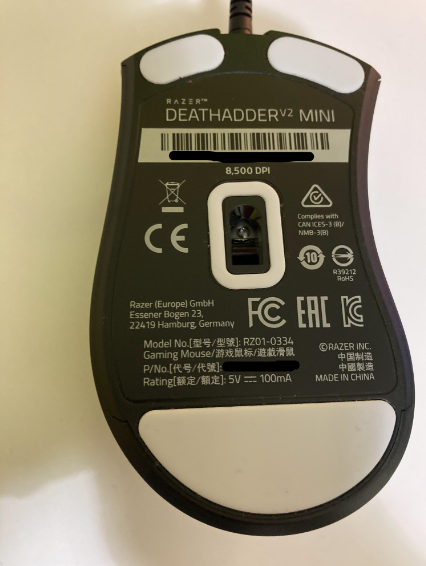 RAZER™
DEATHADDER V2 MINI
8,500 DPI
Complies with
CAN ICES-3 (B)/
NMB-3(B)
CE
10
R39212
RoHS
Razer (Europe) GmbH
Essener Bogen 23,
22419 Hamburg, Germany
FC EAC
Model No.[型号/型號]: RZ01-0334
Gaming Mouse/游戏鼠标/遊戲滑鼠
P/No.[代号/代號]:
Rating[额定/額定]: 5V ⎓ 100mA
©RAZER INC.
中国制造
中國製造
MADE IN CHINA